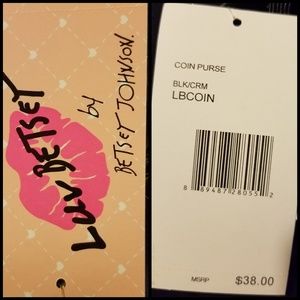 LUV BETSEY
by
BETSEY JOHNSON.
COIN PURSE
BLK/CRM
LBCOIN
8 89487 28055 2
MSRP $38.00